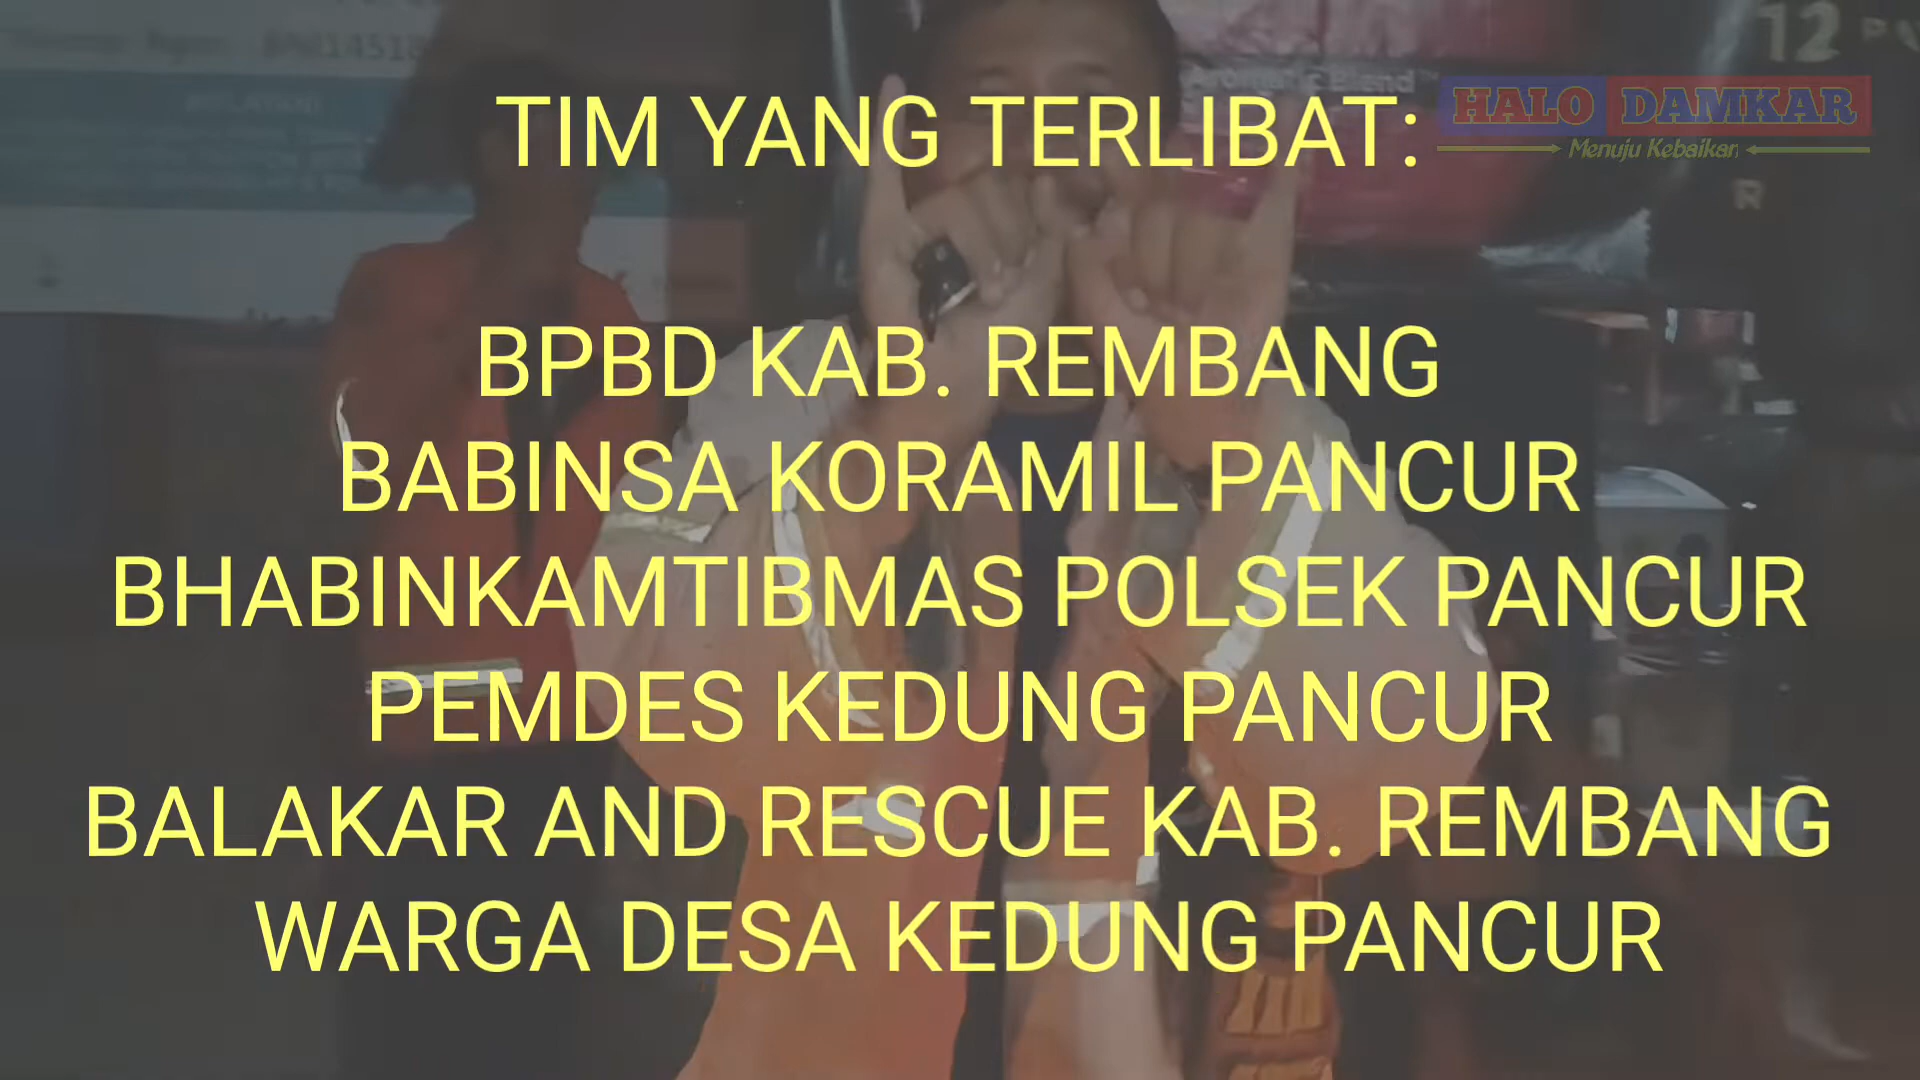 12
HALO DAMKAR
Menuju Kebaikan
TIM YANG TERLIBAT:
R
BPBD KAB. REMBANG
BABINSA KORAMIL PANCUR
BHABINKAMTIBMAS POLSEK PANCUR
PEMDES KEDUNG PANCUR
BALAKAR AND RESCUE KAB. REMBANG
WARGA DESA KEDUNG PANCUR